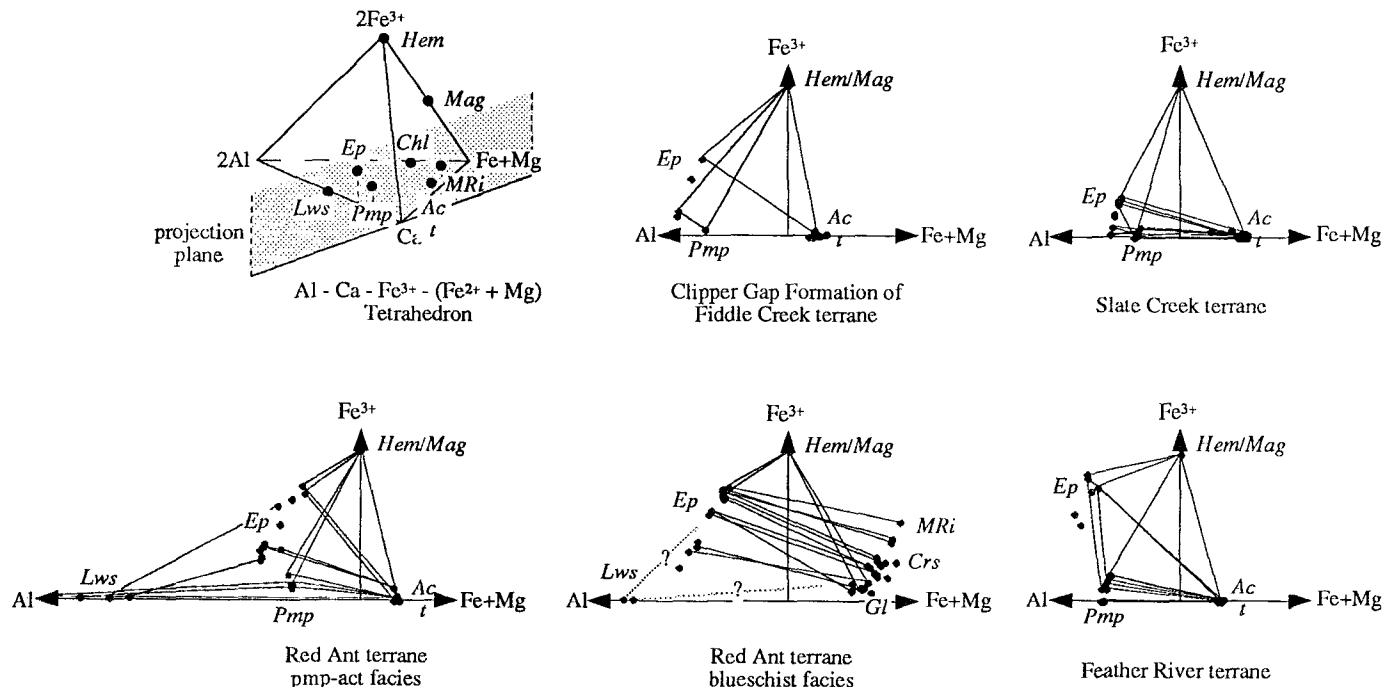 2Fe³⁺
Hem
Mag
Ep
Chl
2Al
Fe+Mg
MRi
Lws
Pmp
Ac
t
Ca
projection
plane
Al - Ca - Fe³⁺ - (Fe²⁺ + Mg)
Tetrahedron
Fe³⁺
Hem/Mag
Ep
Ac
Al
t
Fe+Mg
Pmp
Clipper Gap Formation of
Fiddle Creek terrane
Fe³⁺
Hem/Mag
Ep
Ac
Al
t
Fe+Mg
Pmp
Slate Creek terrane
Fe³⁺
Hem/Mag
Ep
Lws
Ac
Al
t
Fe+Mg
Pmp
Red Ant terrane
pmp-act facies
Fe³⁺
Hem/Mag
Ep
MRi
?
Crs
Lws
?
Al
Gl
Fe+Mg
Red Ant terrane
blueschist facies
Fe³⁺
Hem/Mag
Ep
Ac
Al
t
Fe+Mg
Pmp
Feather River terrane